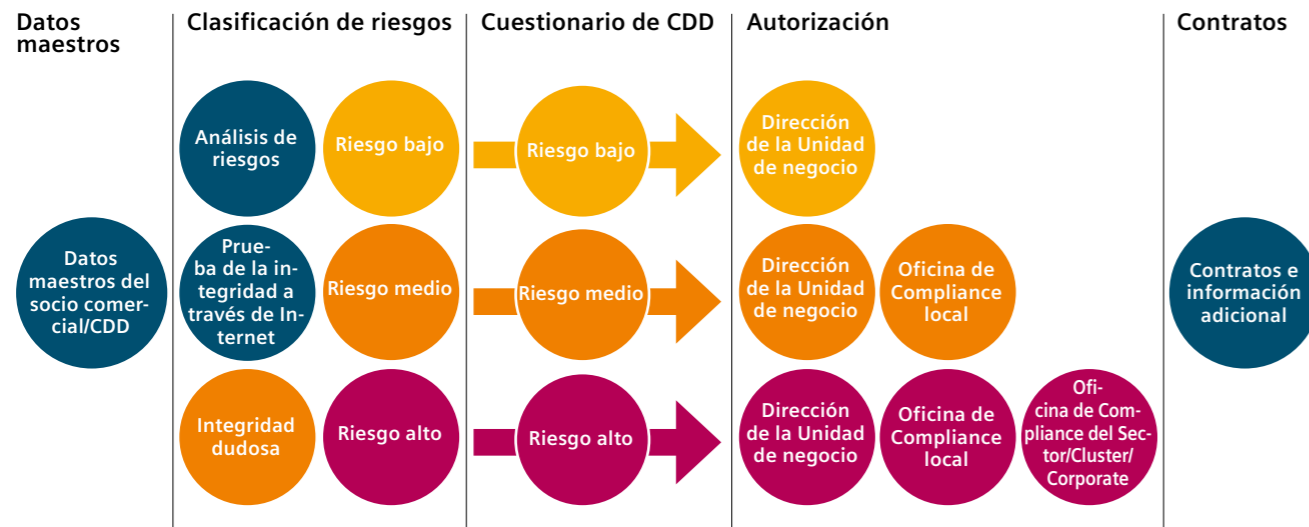 Datos
maestros
Clasificación de riesgos
Cuestionario de CDD
Autorización
Contratos
Análisis de
riesgos
Riesgo bajo
Riesgo bajo
Dirección
de la Unidad
de negocio
Datos
maestros del
socio comer-
cial/CDD
Prue-
ba de la in-
tegridad a
través de In-
ternet
Riesgo medio
Riesgo medio
Dirección
de la Unidad
de negocio
Oficina de
Compliance
local
Contratos e
información
adicional
Integridad
dudosa
Riesgo alto
Riesgo alto
Dirección
de la Unidad
de negocio
Oficina de
Compliance
local
Ofi-
cina de Com-
pliance del Sec-
tor/Cluster/
Corporate